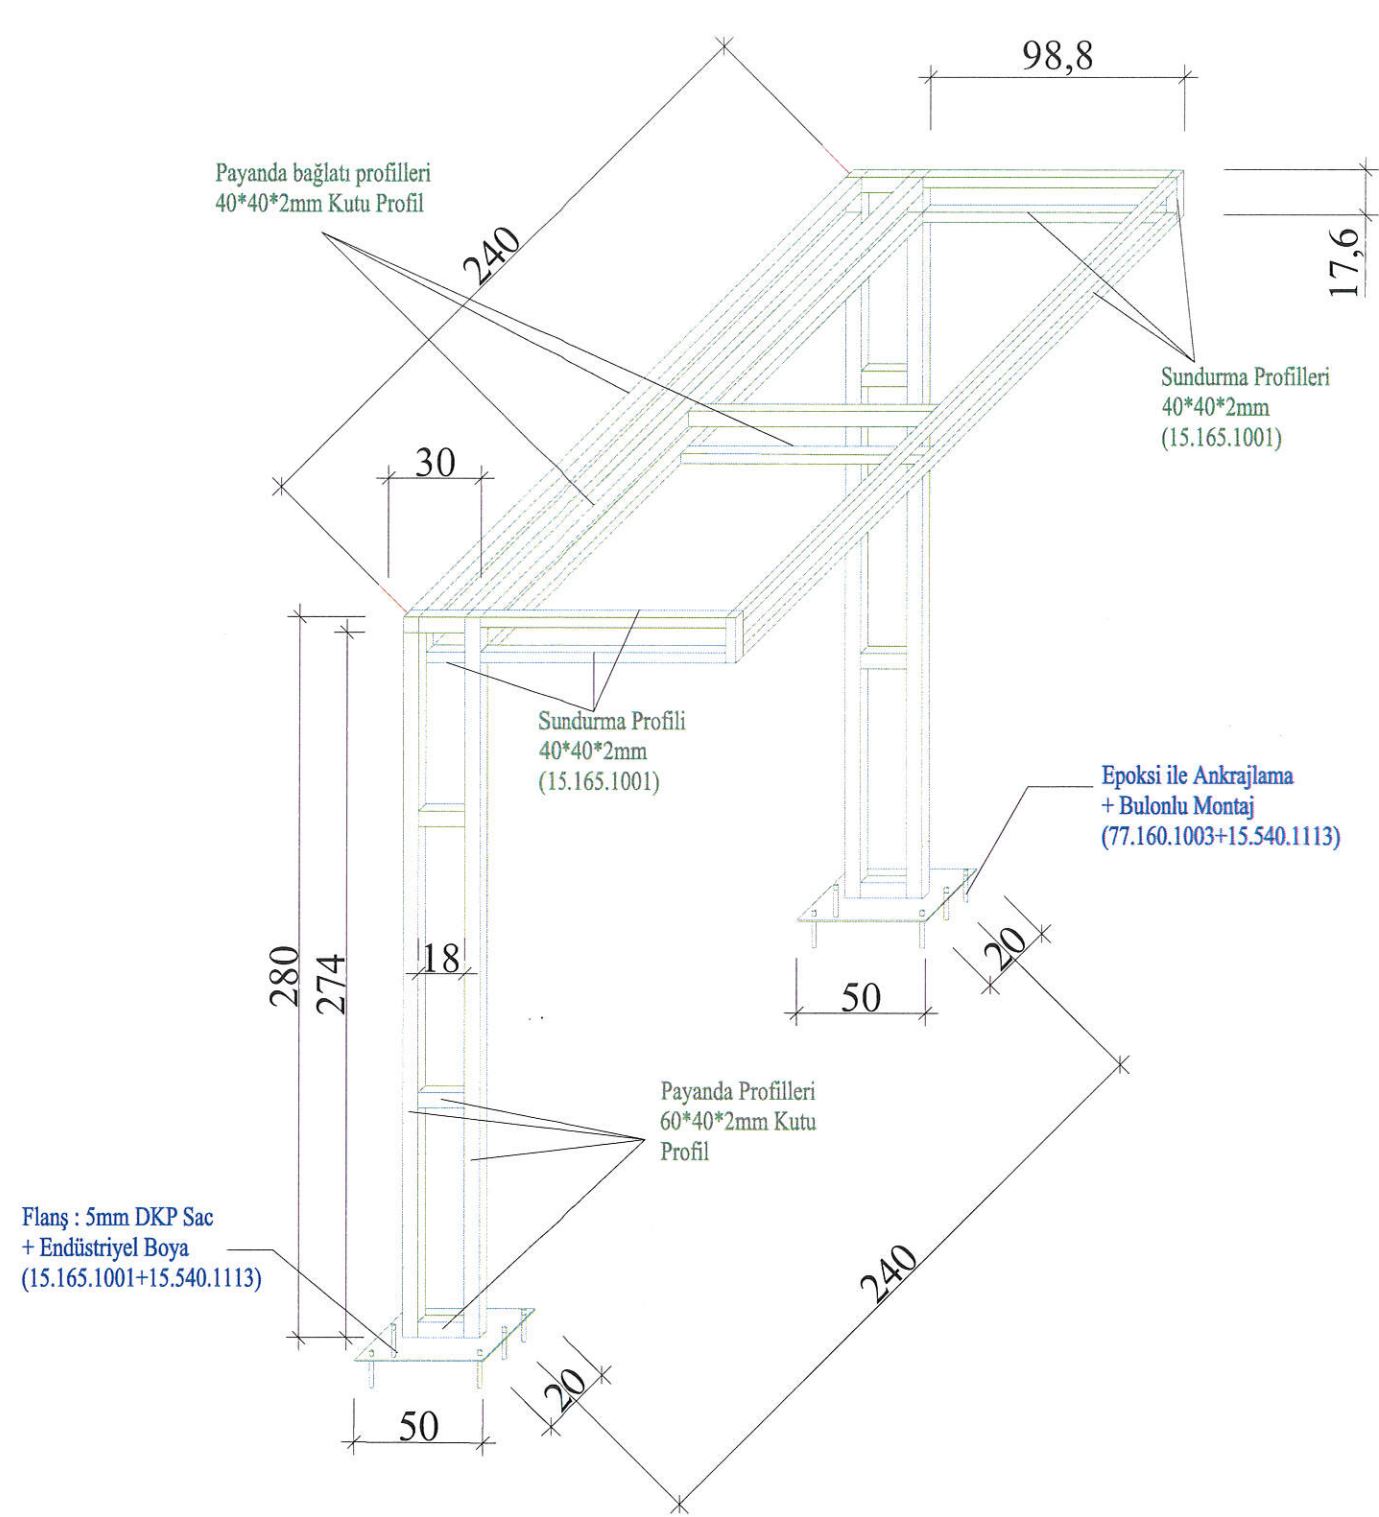 98,8
Payanda bağlatı profilleri
40*40*2mm Kutu Profil
240
17,6
Sundurma Profilleri
40*40*2mm
(15.165.1001)
30
Sundurma Profili
40*40*2mm
(15.165.1001)
Epoksi ile Ankrajlama
+ Bulonlu Montaj
(77.160.1003+15.540.1113)
280
274
18
20
50
Payanda Profilleri
60*40*2mm Kutu
Profil
Flanş : 5mm DKP Sac
+ Endüstriyel Boya
(15.165.1001+15.540.1113)
240
20
50